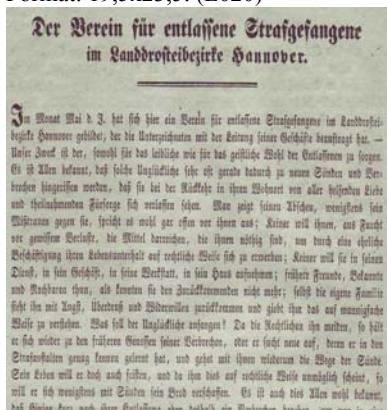 Format: 19,5x23,5. (L020)
Der Verein für entlassene Strafgefangene
im Landdrosteibezirke Hannover.
Im Monat Mai d. J. hat sich hier ein Verein für entlassene Strafgefangene im Landdrostei-
bezirke Hannover gebildet, der die Unterzeichneten mit der Leitung seiner Geschäfte beauftragt hat. —
Unser Zweck ist der, sowohl für das leibliche wie für das geistliche Wohl der Entlassenen zu sorgen.
Es ist Allen bekannt, daß solche Unglückliche sehr oft gerade dadurch zu neuen Sünden und Ver-
brechen hingerissen werden, daß sie bei der Rückkehr in ihren Wohnort von aller helfenden Liebe
und theilnehmenden Fürsorge sich verlassen sehen. Man zeigt seinen Abscheu, wenigstens sein
Mißtrauen gegen sie, spricht es wohl gar offen vor ihnen aus; Keiner will ihnen, aus Furcht
vor gewissem Verluste, die Mittel darreichen, die ihnen nöthig sind, um durch eine ehrliche
Beschäftigung ihren Lebensunterhalt auf rechtliche Weise sich zu erwerben; Keiner will sie in seinen
Dienst, in sein Geschäft, in seine Werkstatt, in sein Haus aufnehmen; frühere Freunde, Bekannte
und Nachbaren thun, als kennten sie den Zurückkommenden nicht mehr; selbst die eigene Familie
sieht ihn mit Angst, Ueberdruß und Widerwillen zurückkommen und giebt ihm das auf mannigfache
Weise zu verstehen. Was soll der Unglückliche anfangen? Da die Rechtlichen ihn meiden, so hält
er sich wieder zu den früheren Genossen seiner Verbrechen, oder er sucht neue auf, deren er in den
Strafanstalten genug kennen gelernt hat, und gehet mit ihnen wiederum die Wege der Sünde.
Sein Leben will er doch auch fristen, und da ihm dies auf rechtliche Weise unmöglich scheint, so
will er sich wenigstens mit Sünden sein Brod verschaffen. Es ist auch dies Allen wohl bekannt,